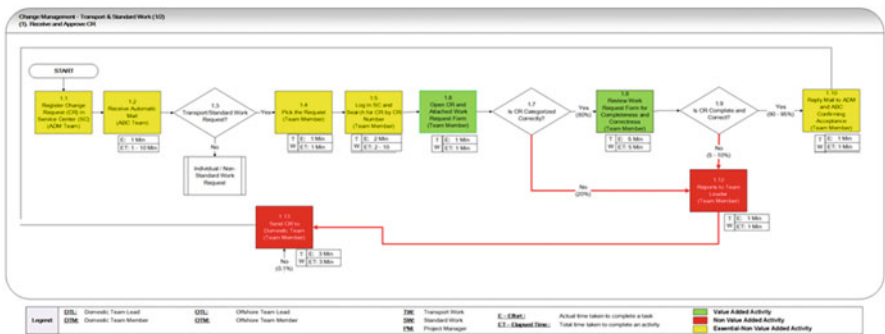 Change Management - Transport & Standard Work (1/2)
(1). Receive and Approve CR
START
1.1
Register Change
Request (CR) in
Service Center (SC)
(ADM Team)
1.2
Receive Automatic
Mail
(ABC Team)
E: 1 Min
ET: 1 - 10 Min
1.3
Transport/Standard Work
Request?
Yes
No
Individual / Non
Standard Work
Request
1.4
Pick the Request
(Team Member)
T E: 1 Min
W ET: 1 Min
1.5
Log in SC and
Search for CR by CR
Number
(Team Member)
T E: 2 Min
W ET: 2 - 10
1.6
Open CR and
Attached Work
Request Form
(Team Member)
T E: 1 Min
W ET: 1 Min
1.7
Is CR Categorized
Correctly?
Yes
(80%)
No
(20%)
1.8
Review Work
Request Form for
Completeness and
Correctness
(Team Member)
T E: 5 Min
W ET: 5 Min
1.9
Is CR Complete and
Correct?
Yes
(90 - 95%)
No
(5 - 10%)
1.10
Reply Mail to ADM
and ABC
Confirming
Acceptance
(Team Member)
T E: 1 Min
W ET: 1 Min
1.12
Reports to Team
Leader
(Team Member)
T E: 1 Min
W ET: 1 Min
1.13
Send CR to
Domestic Team
(Team Member)
T E: 3 Min
W ET: 3 Min
No
(0.1%)
Legend:
DTL: Domestic Team Lead
DTM: Domestic Team Member
OTL: Offshore Team Lead
OTM: Offshore Team Member
TW: Transport Work
SW: Standard Work
PM: Project Manager
E - Effort: Actual time taken to complete a task
ET - Elapsed Time: Total time taken to complete an activity
Value Added Activity
Non Value Added Activity
Essential-Non Value Added Activity